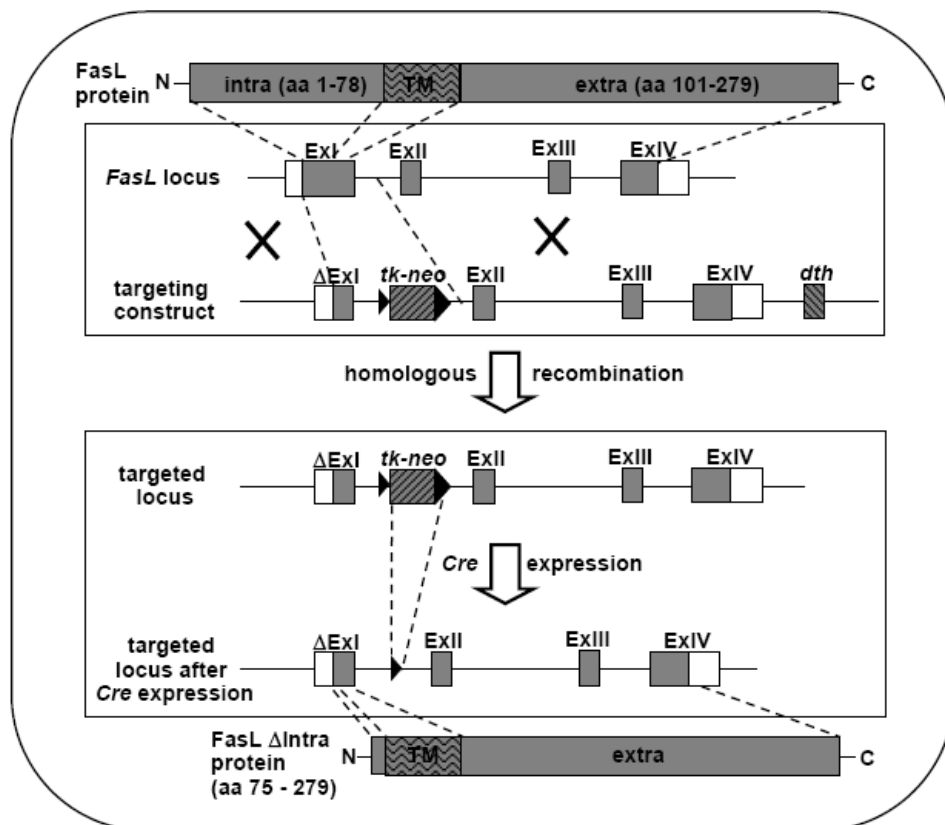 FasL protein N intra (aa 1-78) TM extra (aa 101-279) C
ExI ExII ExIII ExIV
FasL locus
ΔExI tk-neo ExII ExIII ExIV dth
targeting construct
homologous recombination
ΔExI tk-neo ExII ExIII ExIV
targeted locus
Cre expression
ΔExI ExII ExIII ExIV
targeted locus after Cre expression
FasL ΔIntra protein (aa 75 - 279) N TM extra C